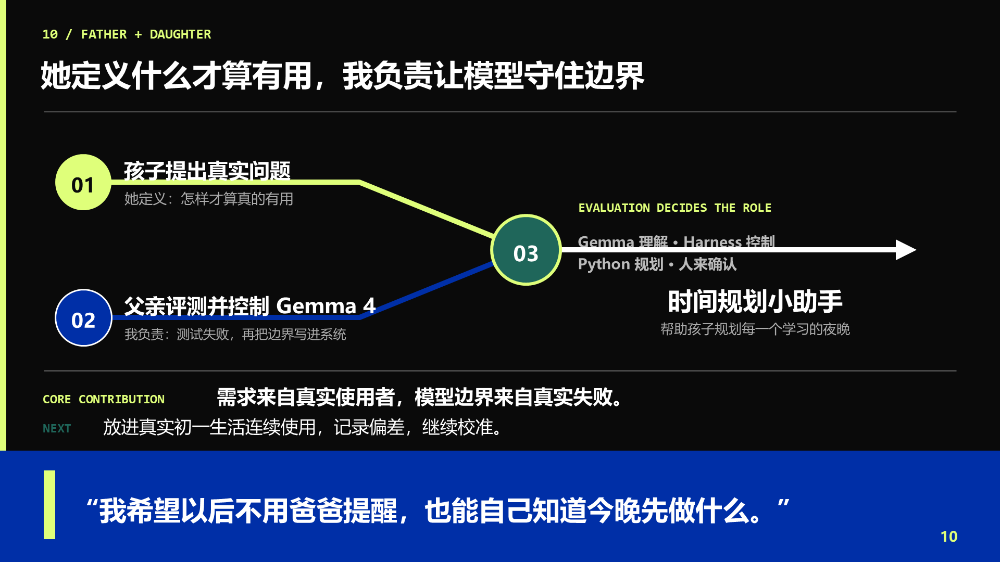 10 / FATHER + DAUGHTER
她定义什么才算有用，我负责让模型守住边界
01
孩子提出真实问题
她定义：怎样才算真的有用
02
父亲评测并控制 Gemma 4
我负责：测试失败，再把边界写进系统
03
EVALUATION DECIDES THE ROLE
Gemma 理解 • Harness 控制
Python 规划 • 人来确认
时间规划小助手
帮助孩子规划每一个学习的夜晚
CORE CONTRIBUTION 需求来自真实使用者，模型边界来自真实失败。
NEXT 放进真实初一生活连续使用，记录偏差，继续校准。
“我希望以后不用爸爸提醒，也能自己知道今晚先做什么。”
10